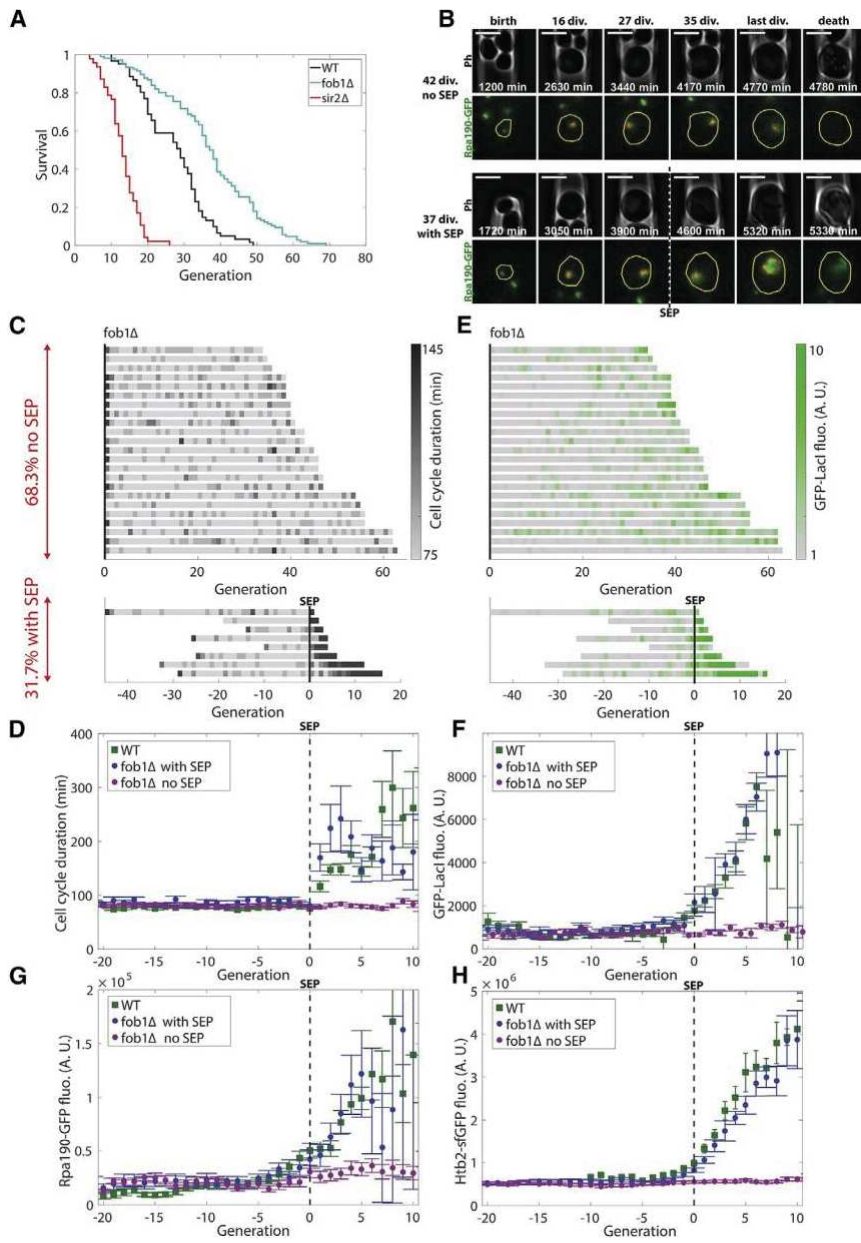 A
WT
fob1Δ
sir2Δ
Survival
1
0.8
0.6
0.4
0.2
0
0 10 20 30 40 50 60 70 80
Generation
B
birth 16 div. 27 div. 35 div. last div. death
42 div.
no SEP
Ph
1200 min 2630 min 3440 min 4170 min 4770 min 4780 min
Rpa190-GFP
37 div.
with SEP
Ph
1720 min 3050 min 3900 min 4600 min 5320 min 5330 min
Rpa190-GFP
SEP
C
fob1Δ
68.3% no SEP
145
Cell cycle duration (min)
75
0 20 40 60
Generation
31.7% with SEP
SEP
-40 -30 -20 -10 0 10 20
Generation
E
fob1Δ
10
GFP-LacI fluo. (A. U.)
1
0 20 40 60
Generation
SEP
-40 -30 -20 -10 0 10 20
Generation
D
SEP
WT
fob1Δ with SEP
fob1Δ no SEP
Cell cycle duration (min)
400
300
200
100
0
-20 -15 -10 -5 0 5 10
Generation
F
SEP
WT
fob1Δ with SEP
fob1Δ no SEP
GFP-LacI fluo. (A. U.)
8000
6000
4000
2000
0
-20 -15 -10 -5 0 5 10
Generation
G
× 10⁵
SEP
WT
fob1Δ with SEP
fob1Δ no SEP
Rpa190-GFP fluo. (A. U.)
2
1.5
1
0.5
0
-20 -15 -10 -5 0 5 10
Generation
H
× 10⁶
SEP
WT
fob1Δ with SEP
fob1Δ no SEP
Htb2-sfGFP fluo. (A. U.)
5
4
3
2
1
0
-20 -15 -10 -5 0 5 10
Generation